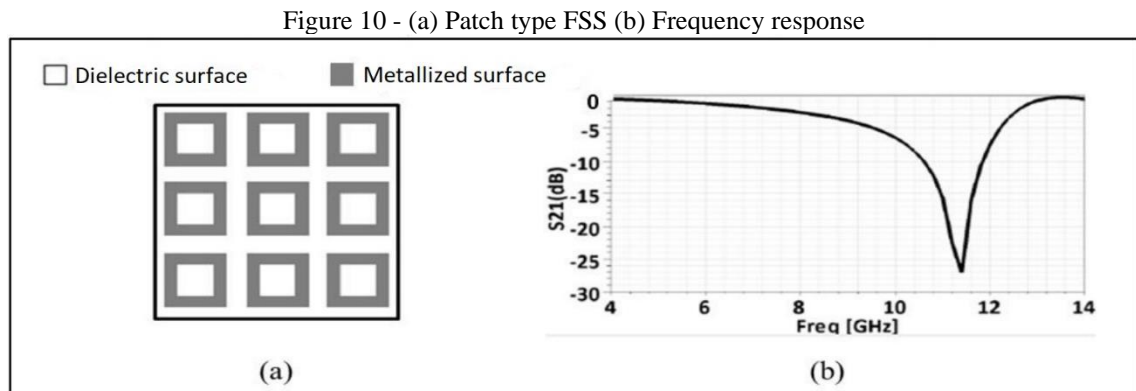 Figure 10 - (a) Patch type FSS (b) Frequency response
Dielectric surface
Metallized surface
0
-5
-10
-15
-20
-25
-30
S21(dB)
4
6
8
10
12
14
Freq [GHz]
(a)
(b)